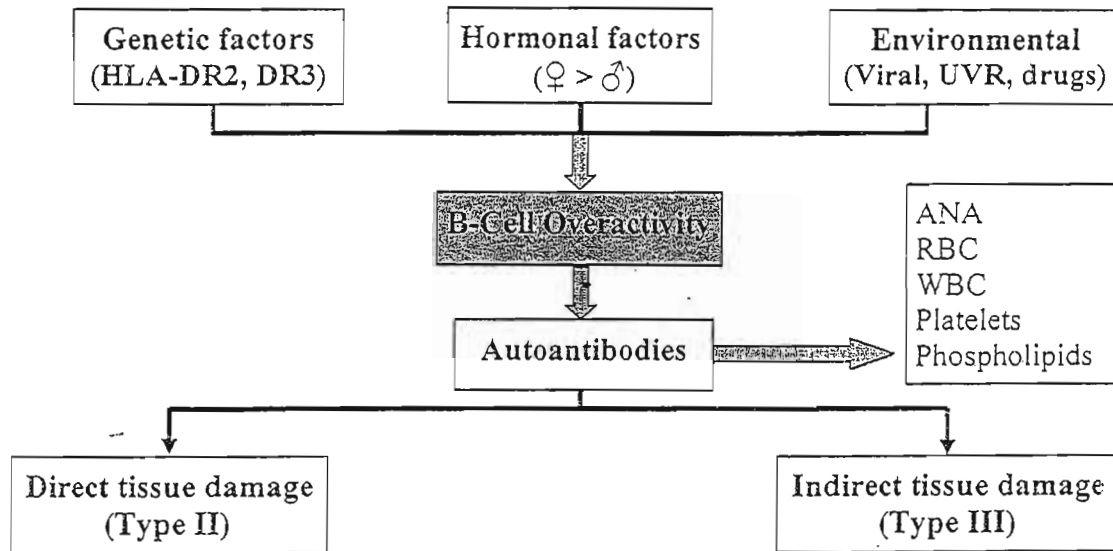 Genetic factors
(HLA-DR2, DR3)
Hormonal factors
(♀ > ♂)
Environmental
(Viral, UVR, drugs)
B-Cell Overactivity
Autoantibodies
ANA
RBC
WBC
Platelets
Phospholipids
Direct tissue damage
(Type II)
Indirect tissue damage
(Type III)